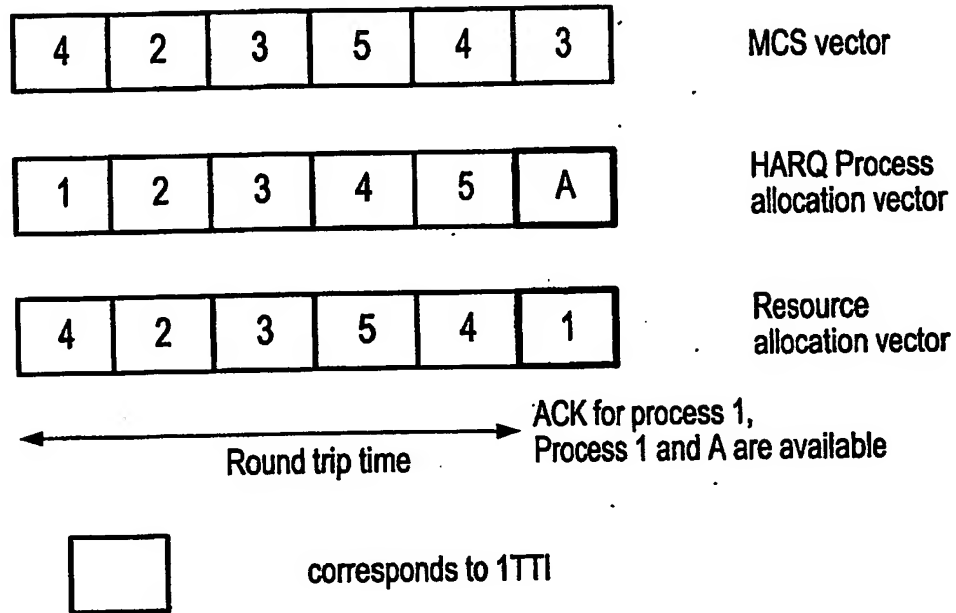 4 2 3 5 4 3 MCS vector
1 2 3 4 5 A HARQ Process
allocation vector
4 2 3 5 4 1 Resource
allocation vector
Round trip time
ACK for process 1,
Process 1 and A are available
corresponds to 1TTI